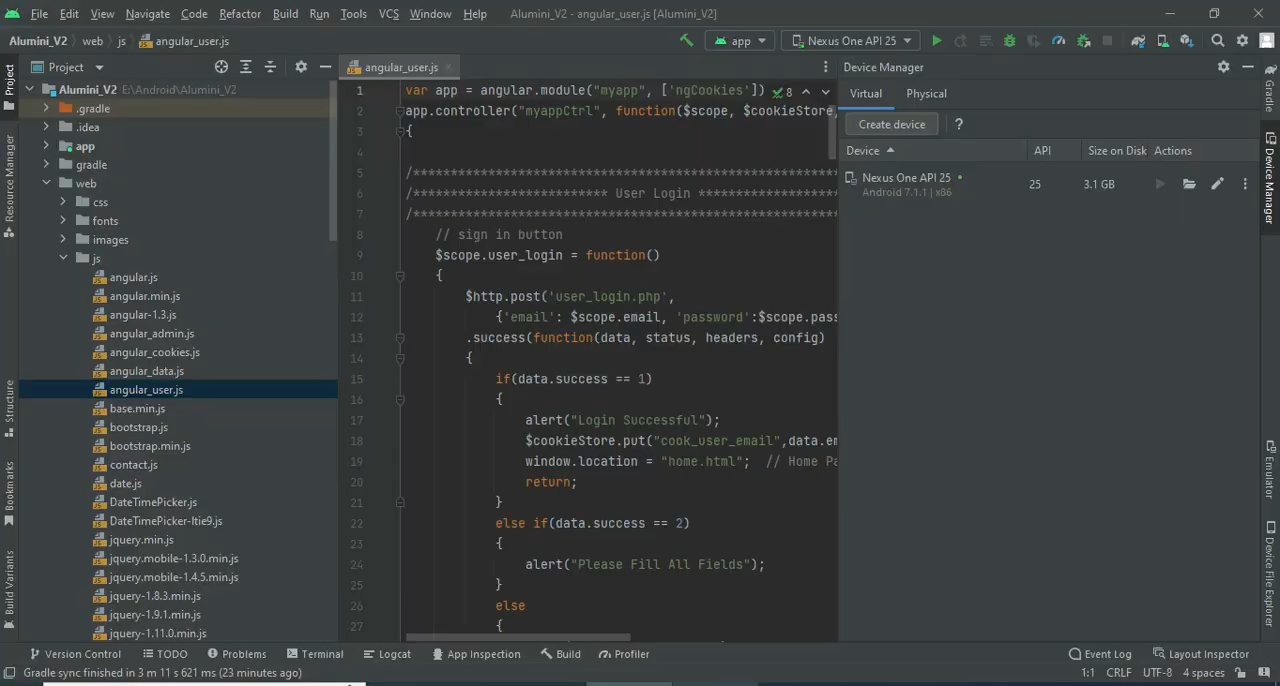 File Edit View Navigate Code Refactor Build Run Tools VCS Window Help Alumini_V2 - angular_user.js [Alumini_V2]
Alumini_V2 web js angular_user.js app Nexus One API 25
Project
Project
Resource Manager
Structure
Bookmarks
Build Variants
Alumini_V2 E:\Android\Alumini_V2
.gradle
.idea
app
gradle
web
css
fonts
images
js
angular.js
angular.min.js
angular-1.3.js
angular_admin.js
angular_cookies.js
angular_data.js
angular_user.js
base.min.js
bootstrap.js
bootstrap.min.js
contact.js
date.js
DateTimePicker.js
DateTimePicker-ltie9.js
jquery.min.js
jquery.mobile-1.3.0.min.js
jquery.mobile-1.4.5.min.js
jquery-1.8.3.min.js
jquery-1.9.1.min.js
jquery-1.11.0.min.js
angular_user.js
8
1 var app = angular.module("myapp", ['ngCookies'])
2 app.controller("myappCtrl", function($scope, $cookieStore,
3 {
4
5 /*********************************************************
6 /************************** User Login *******************
7 /*********************************************************
8 // sign in button
9 $scope.user_login = function()
10 {
11 $http.post('user_login.php',
12 {'email': $scope.email, 'password':$scope.pass
13 .success(function(data, status, headers, config)
14 {
15 if(data.success == 1)
16 {
17 alert("Login Successful");
18 $cookieStore.put("cook_user_email",data.em
19 window.location = "home.html"; // Home Pa
20 return;
21 }
22 else if(data.success == 2)
23 {
24 alert("Please Fill All Fields");
25 }
26 else
27 {
Device Manager
Virtual Physical
Create device ?
Device API Size on Disk Actions
Nexus One API 25 25 3.1 GB
Android 7.1.1 | x86
Gradle
Device Manager
Emulator
Device File Explorer
Version Control TODO Problems Terminal Logcat App Inspection Build Profiler Event Log Layout Inspector
Gradle sync finished in 3 m 11 s 621 ms (23 minutes ago) 1:1 CRLF UTF-8 4 spaces